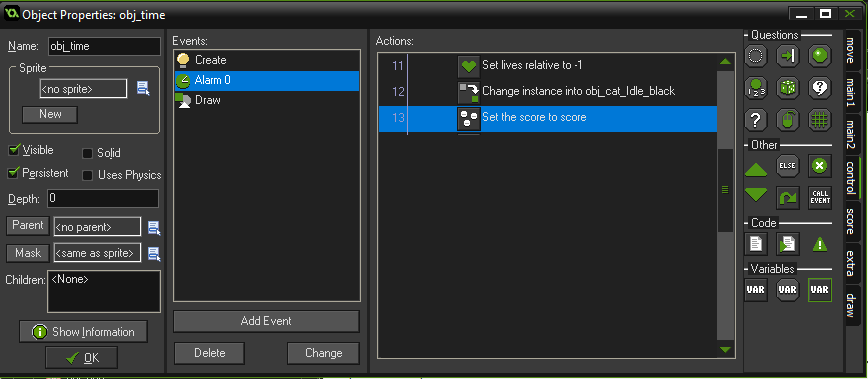 Object Properties: obj_time
Name: obj_time
Sprite
<no sprite>
New
Visible
Solid
Persistent
Uses Physics
Depth: 0
Parent <no parent>
Mask <same as sprite>
Children: <None>
Show Information
OK
Events:
Create
Alarm 0
Draw
Add Event
Delete
Change
Actions:
11 Set lives relative to -1
12 Change instance into obj_cat_Idle_black
13 Set the score to score
Questions
1 2 3
?
?
Other
ELSE
CALL
EVENT
Code
Variables
VAR
VAR
VAR
move
main1
main2
control
score
extra
draw